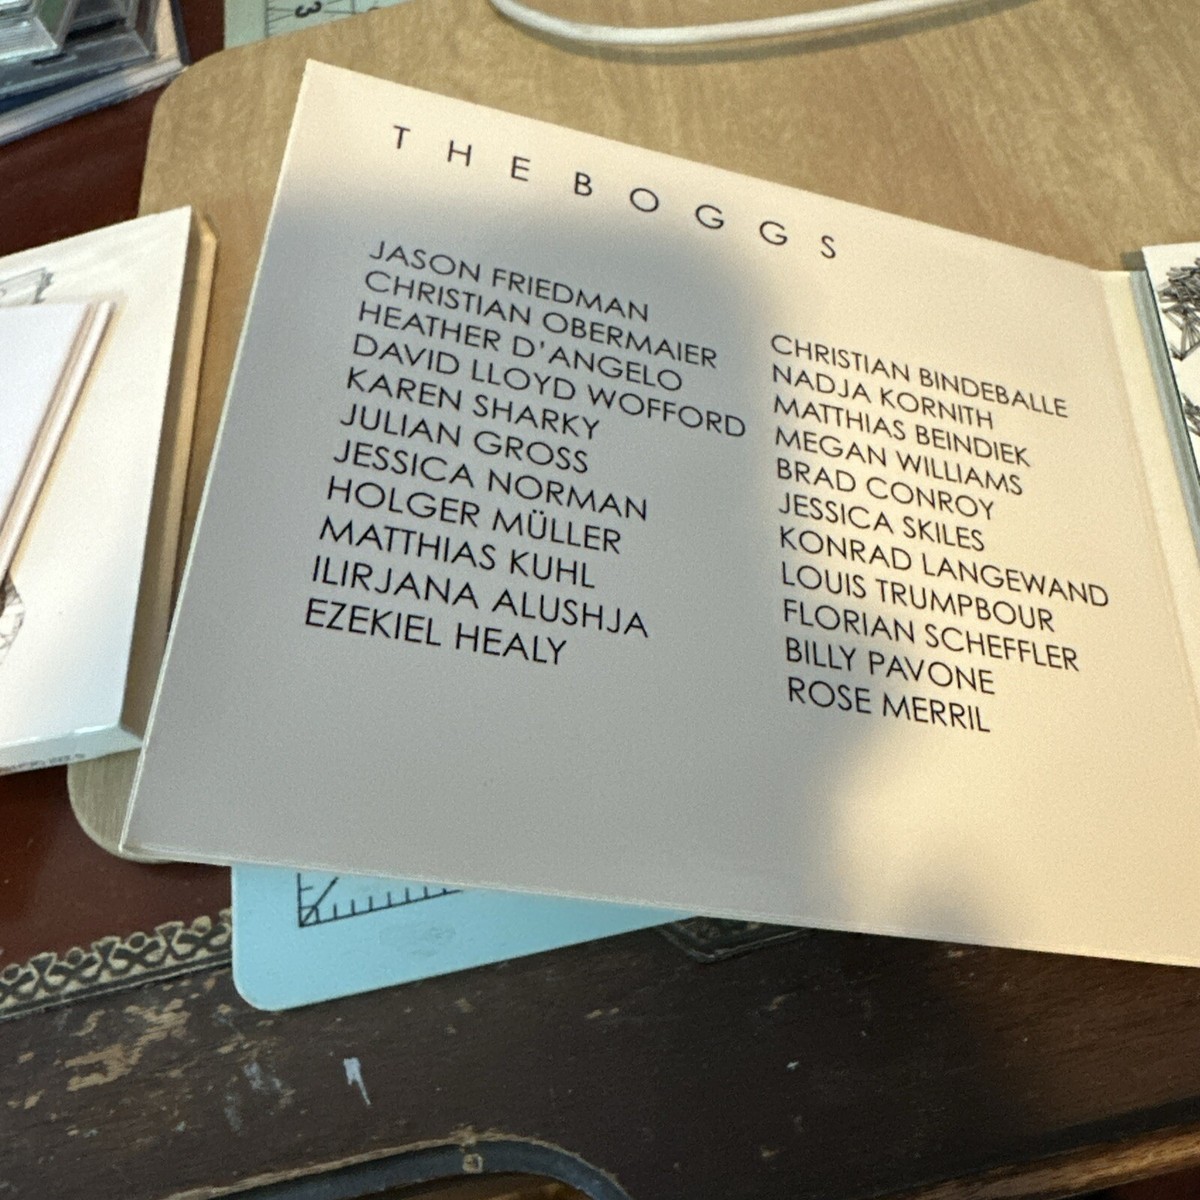 3
THE BOGGS
JASON FRIEDMAN
CHRISTIAN OBERMAIER
HEATHER D'ANGELO
DAVID LLOYD WOFFORD
KAREN SHARKY
JULIAN GROSS
JESSICA NORMAN
HOLGER MÜLLER
MATTHIAS KUHL
ILIRJANA ALUSHJA
EZEKIEL HEALY
CHRISTIAN BINDEBALLE
NADJA KORNITH
MATTHIAS BEINDIEK
MEGAN WILLIAMS
BRAD CONROY
JESSICA SKILES
KONRAD LANGEWAND
LOUIS TRUMPBOUR
FLORIAN SCHEFFLER
BILLY PAVONE
ROSE MERRIL